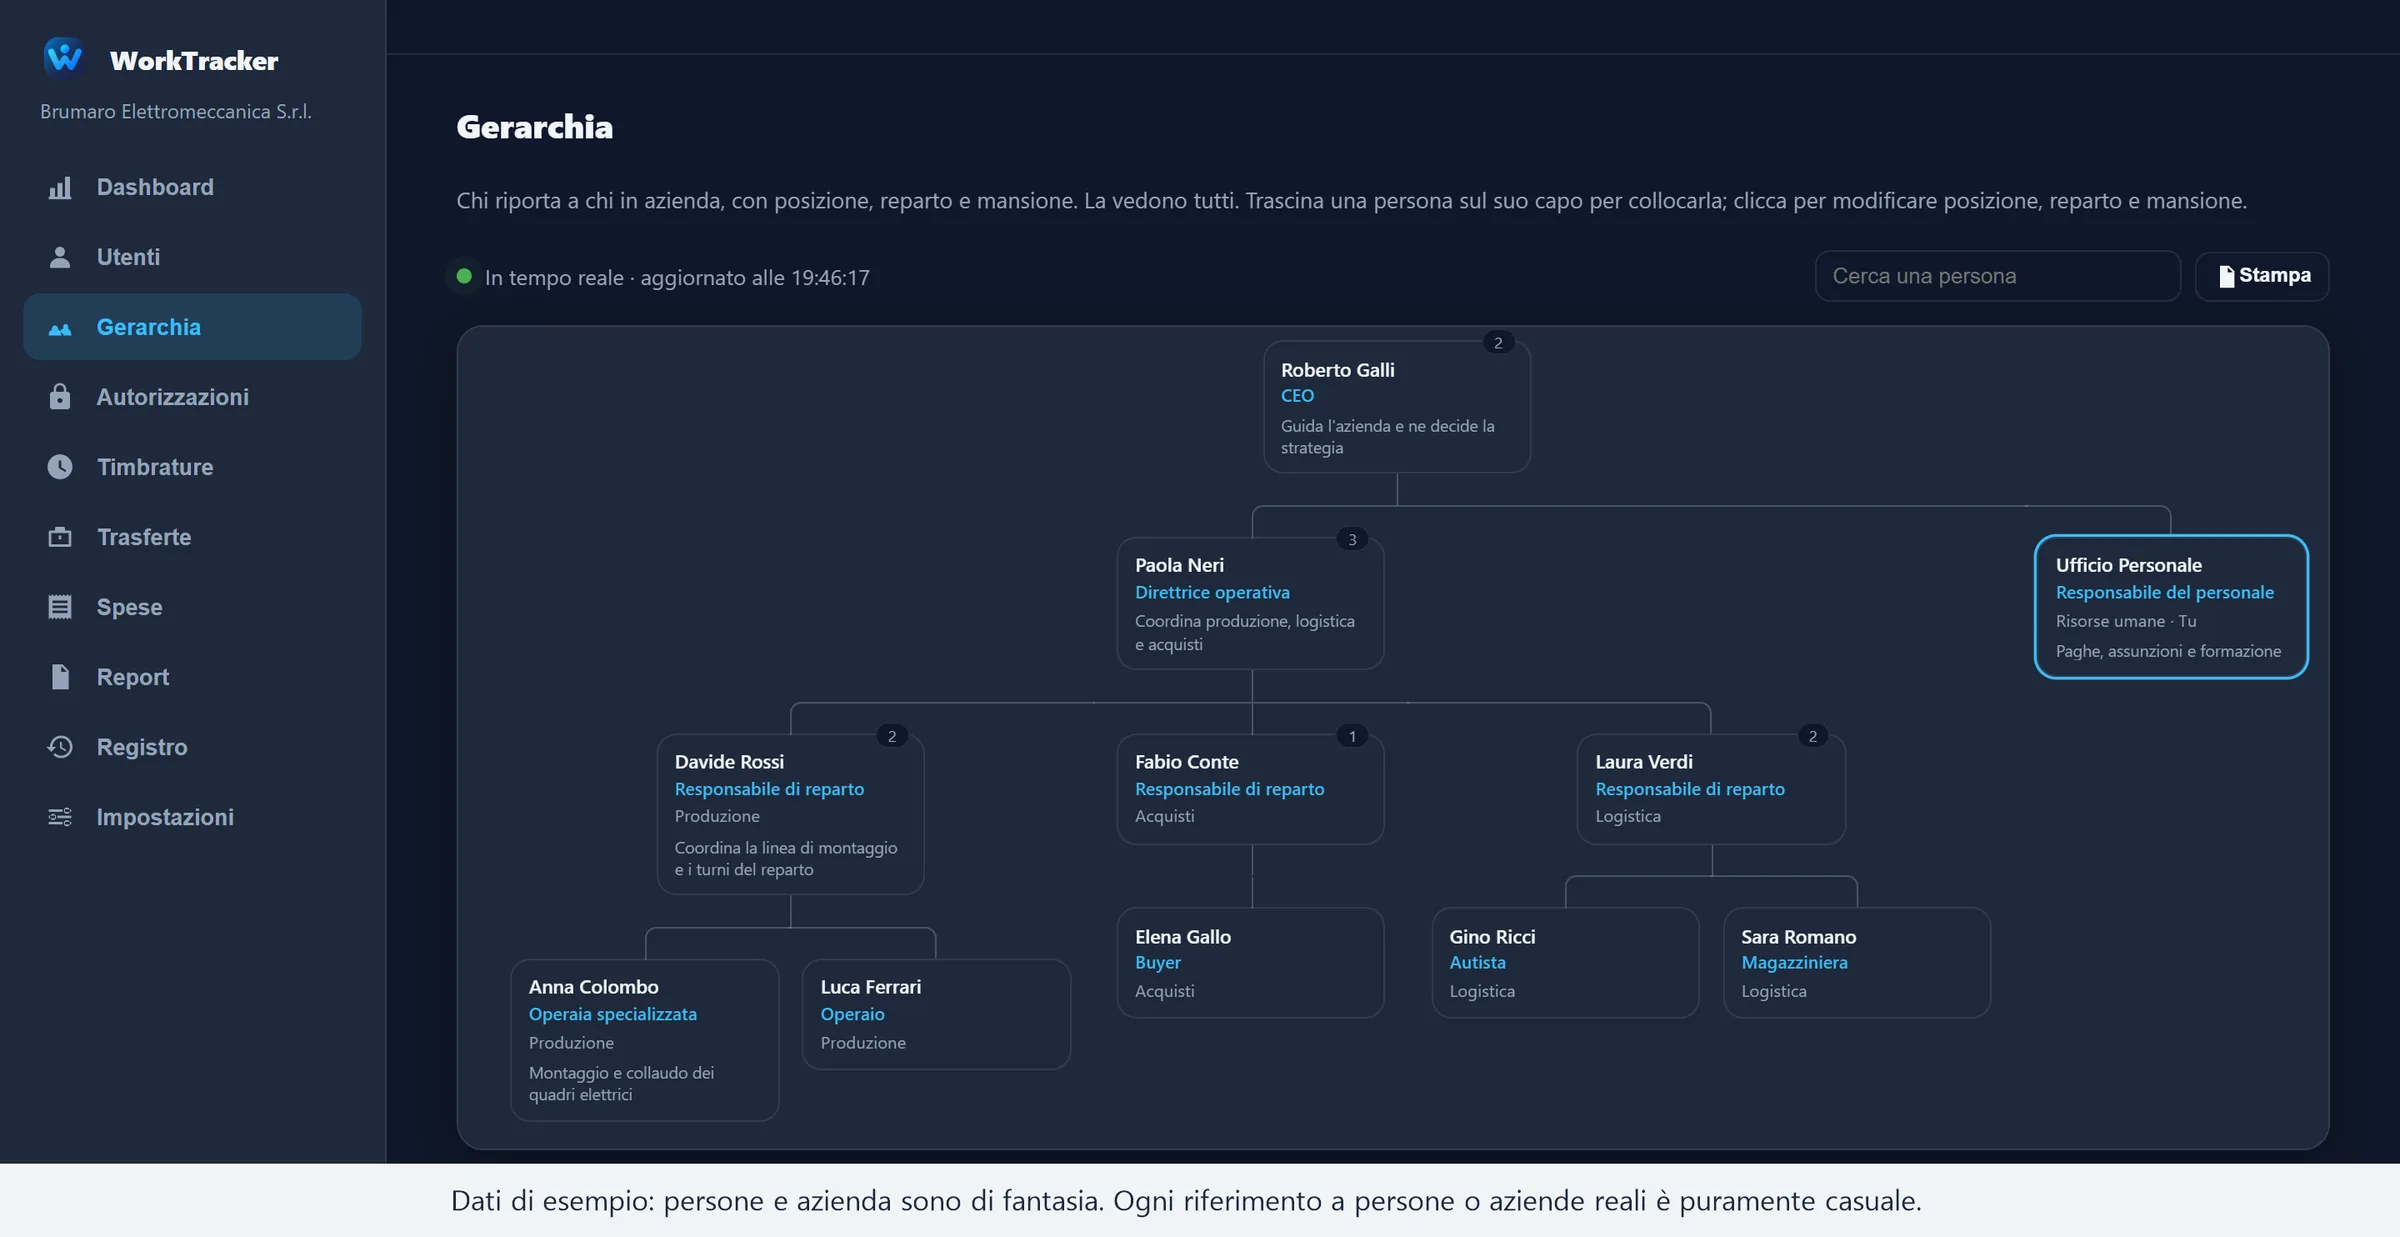 WorkTracker
Brumaro Elettromeccanica S.r.l.
Dashboard
Utenti
Gerarchia
Autorizzazioni
Timbrature
Trasferte
Spese
Report
Registro
Impostazioni
Gerarchia
Chi riporta a chi in azienda, con posizione, reparto e mansione. La vedono tutti. Trascina una persona sul suo capo per collocarla; clicca per modificare posizione, reparto e mansione.
In tempo reale · aggiornato alle 19:46:17
Cerca una persona
Stampa
2
Roberto Galli
CEO
Guida l'azienda e ne decide la
strategia
3
Paola Neri
Direttrice operativa
Coordina produzione, logistica
e acquisti
Ufficio Personale
Responsabile del personale
Risorse umane · Tu
Paghe, assunzioni e formazione
2
Davide Rossi
Responsabile di reparto
Produzione
Coordina la linea di montaggio
e i turni del reparto
1
Fabio Conte
Responsabile di reparto
Acquisti
2
Laura Verdi
Responsabile di reparto
Logistica
Anna Colombo
Operaia specializzata
Produzione
Montaggio e collaudo dei
quadri elettrici
Luca Ferrari
Operaio
Produzione
Elena Gallo
Buyer
Acquisti
Gino Ricci
Autista
Logistica
Sara Romano
Magazziniera
Logistica
Dati di esempio: persone e azienda sono di fantasia. Ogni riferimento a persone o aziende reali è puramente casuale.